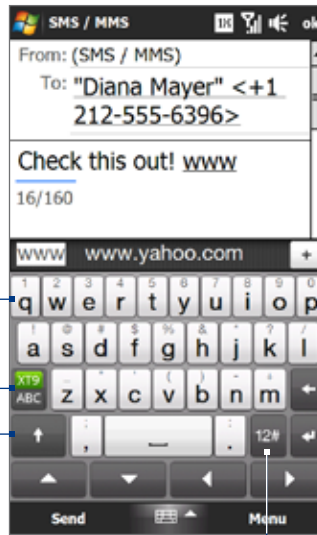 SMS / MMS ok
From: (SMS / MMS)
To: "Diana Mayer" <+1
212-555-6396>
Check this out! www
16/160
www www.yahoo.com +
1 2 3 4 5 6 7 8 9 0
q w e r t y u i o p
! @ # $ % & ' ? /
a s d f g h j k l
XT9 _ - ( )
ABC z x c v b n m
; :
, . 12#
Send Menu